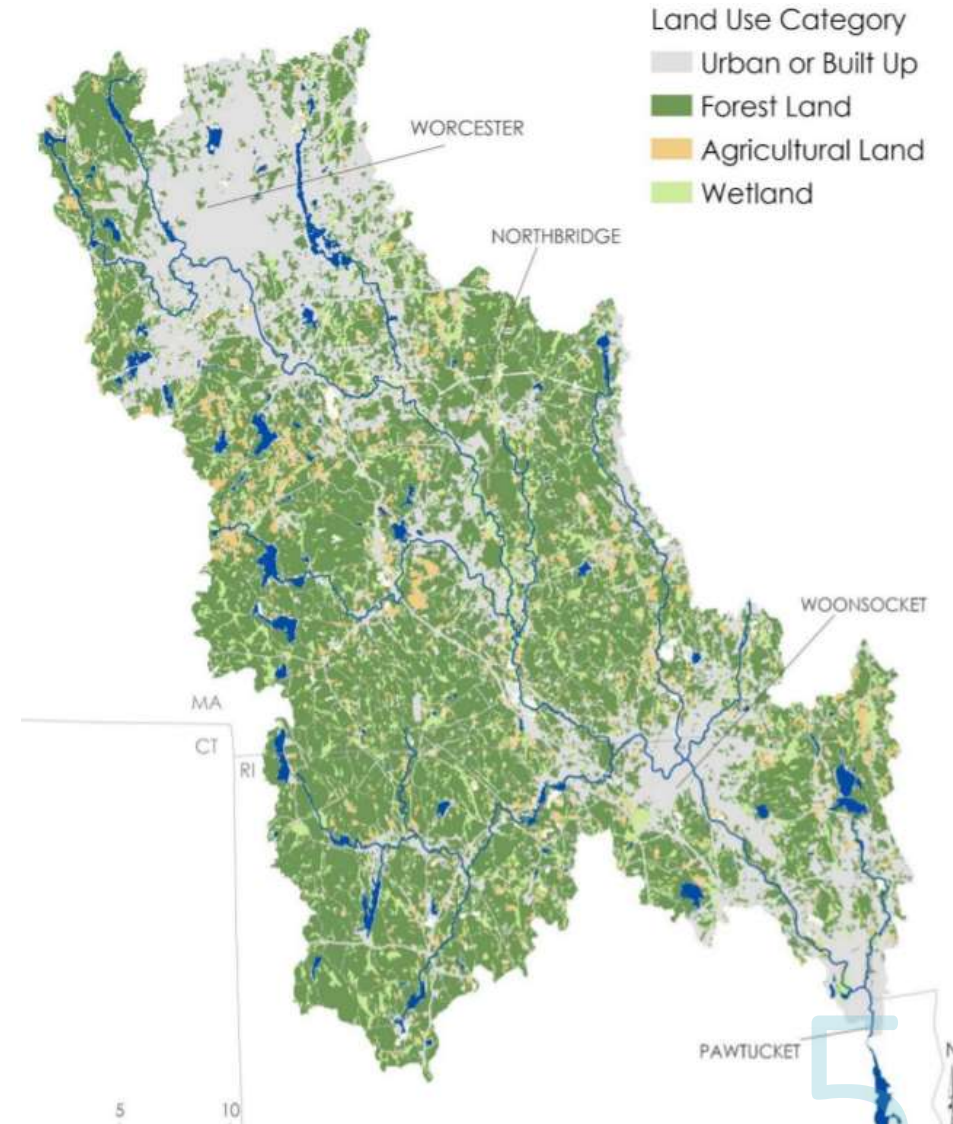 Land Use Category
Urban or Built Up
Forest Land
Agricultural Land
Wetland
WORCESTER
NORTHBRIDGE
WOONSOCKET
MA
CT
RI
PAWTUCKET
N
5 10